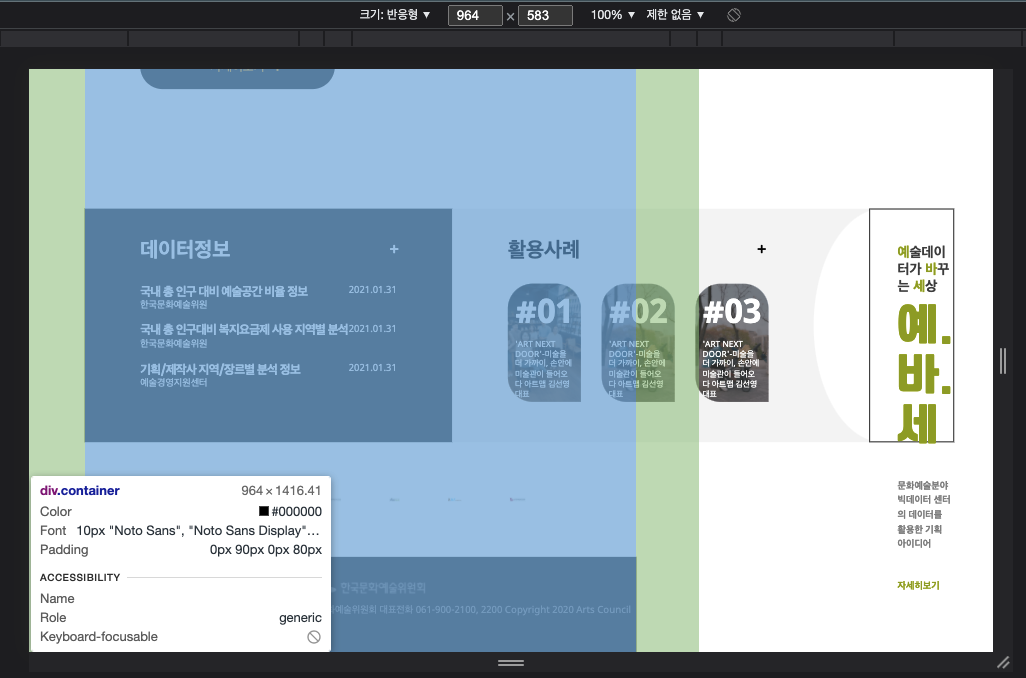 크기: 반응형 ▼ 964 × 583 100% ▼ 제한 없음 ▼
데이터정보 +
국내 총 인구 대비 예술공간 비율 정보 2021.01.31
한국문화예술위원
국내 총 인구대비 복지요금제 사용 지역별 분석 2021.01.31
한국문화예술위원
기획/제작사 지역/장르별 분석 정보 2021.01.31
예술경영지원센터
활용사례 +
#01
'ART NEXT
DOOR'-미술을
더 가까이, 손안에
미술관이 들어오
다 아트맵 김선영
대표
#02
'ART NEXT
DOOR'-미술을
더 가까이, 손안에
미술관이 들어오
다 아트맵 김선영
대표
#03
'ART NEXT
DOOR'-미술을
더 가까이, 손안에
미술관이 들어오
다 아트맵 김선영
대표
예술데이
터가 바꾸
는 세상
예.
바.
세
문화예술분야
빅데이터 센터
의 데이터를
활용한 기획
아이디어
자세히보기
div.container 964 × 1416.41
Color #000000
Font 10px "Noto Sans", "Noto Sans Display"…
Padding 0px 90px 0px 80px
ACCESSIBILITY
Name
Role generic
Keyboard-focusable
한국문화예술위원회
예술위원회 대표전화 061-900-2100, 2200 Copyright 2020 Arts Council